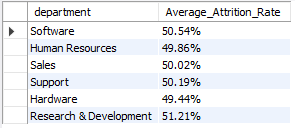 department Average_Attrition_Rate
Software 50.54%
Human Resources 49.86%
Sales 50.02%
Support 50.19%
Hardware 49.44%
Research & Development 51.21%